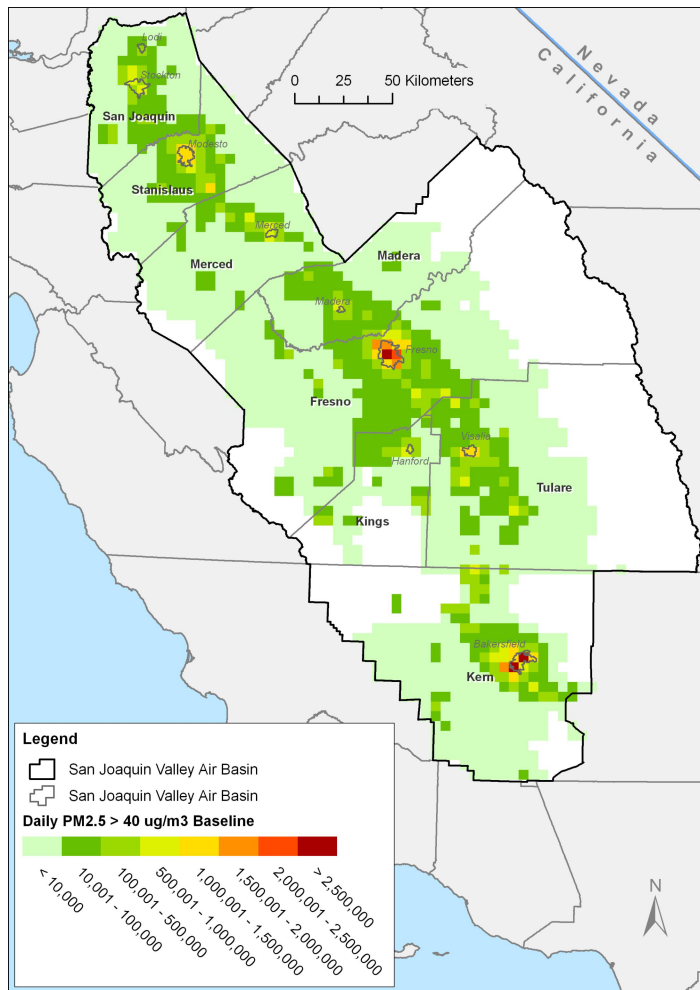 Nevada
California
0 25 50 Kilometers
Lodi
Stockton
San Joaquin
Modesto
Stanislaus
Merced
Merced
Madera
Madera
Fresno
Fresno
Visalia
Hanford
Tulare
Kings
Bakersfield
Kern
Legend
San Joaquin Valley Air Basin
San Joaquin Valley Air Basin
Daily PM2.5 > 40 ug/m3 Baseline
< 10,000
10,001 - 100,000
100,001 - 500,000
500,001 - 1,000,000
1,000,001 - 1,500,000
1,500,001 - 2,000,000
2,000,001 - 2,500,000
> 2,500,000
N